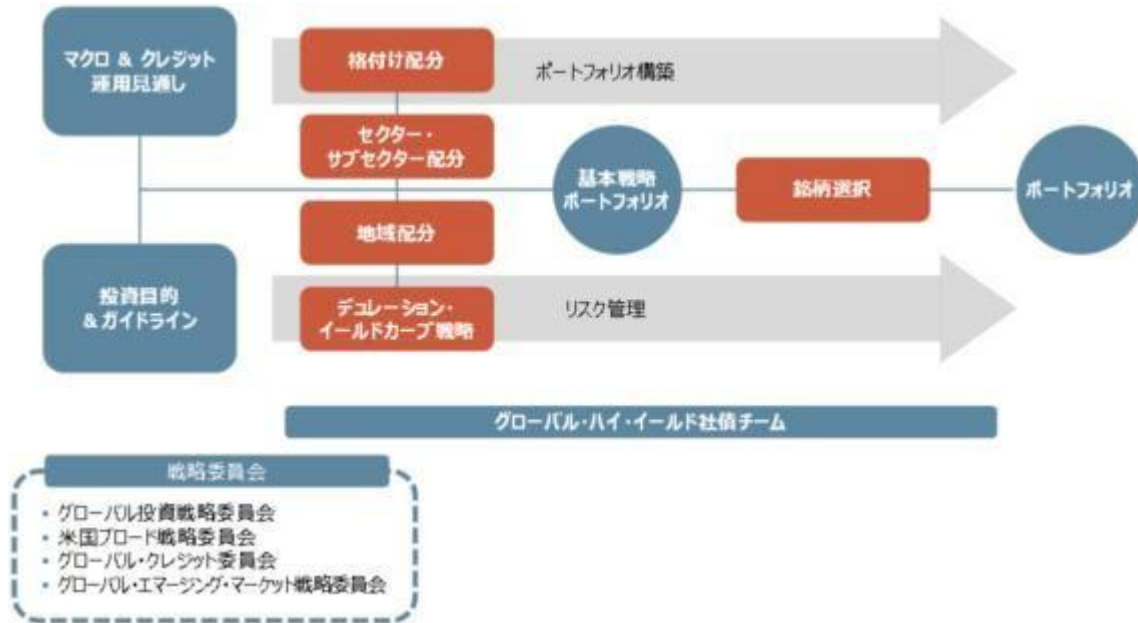 マクロ & クレジット
運用見通し
格付け配分
ポートフォリオ構築
セクター・
サブセクター配分
基本戦略
ポートフォリオ
銘柄選択
ポートフォリオ
地域配分
投資目的
&ガイドライン
デュレーション・
イールドカーブ戦略
リスク管理
グローバル・ハイ・イールド社債チーム
戦略委員会
• グローバル投資戦略委員会
• 米国ブロード戦略委員会
• グローバル・クレジット委員会
• グローバル・エマージング・マーケット戦略委員会